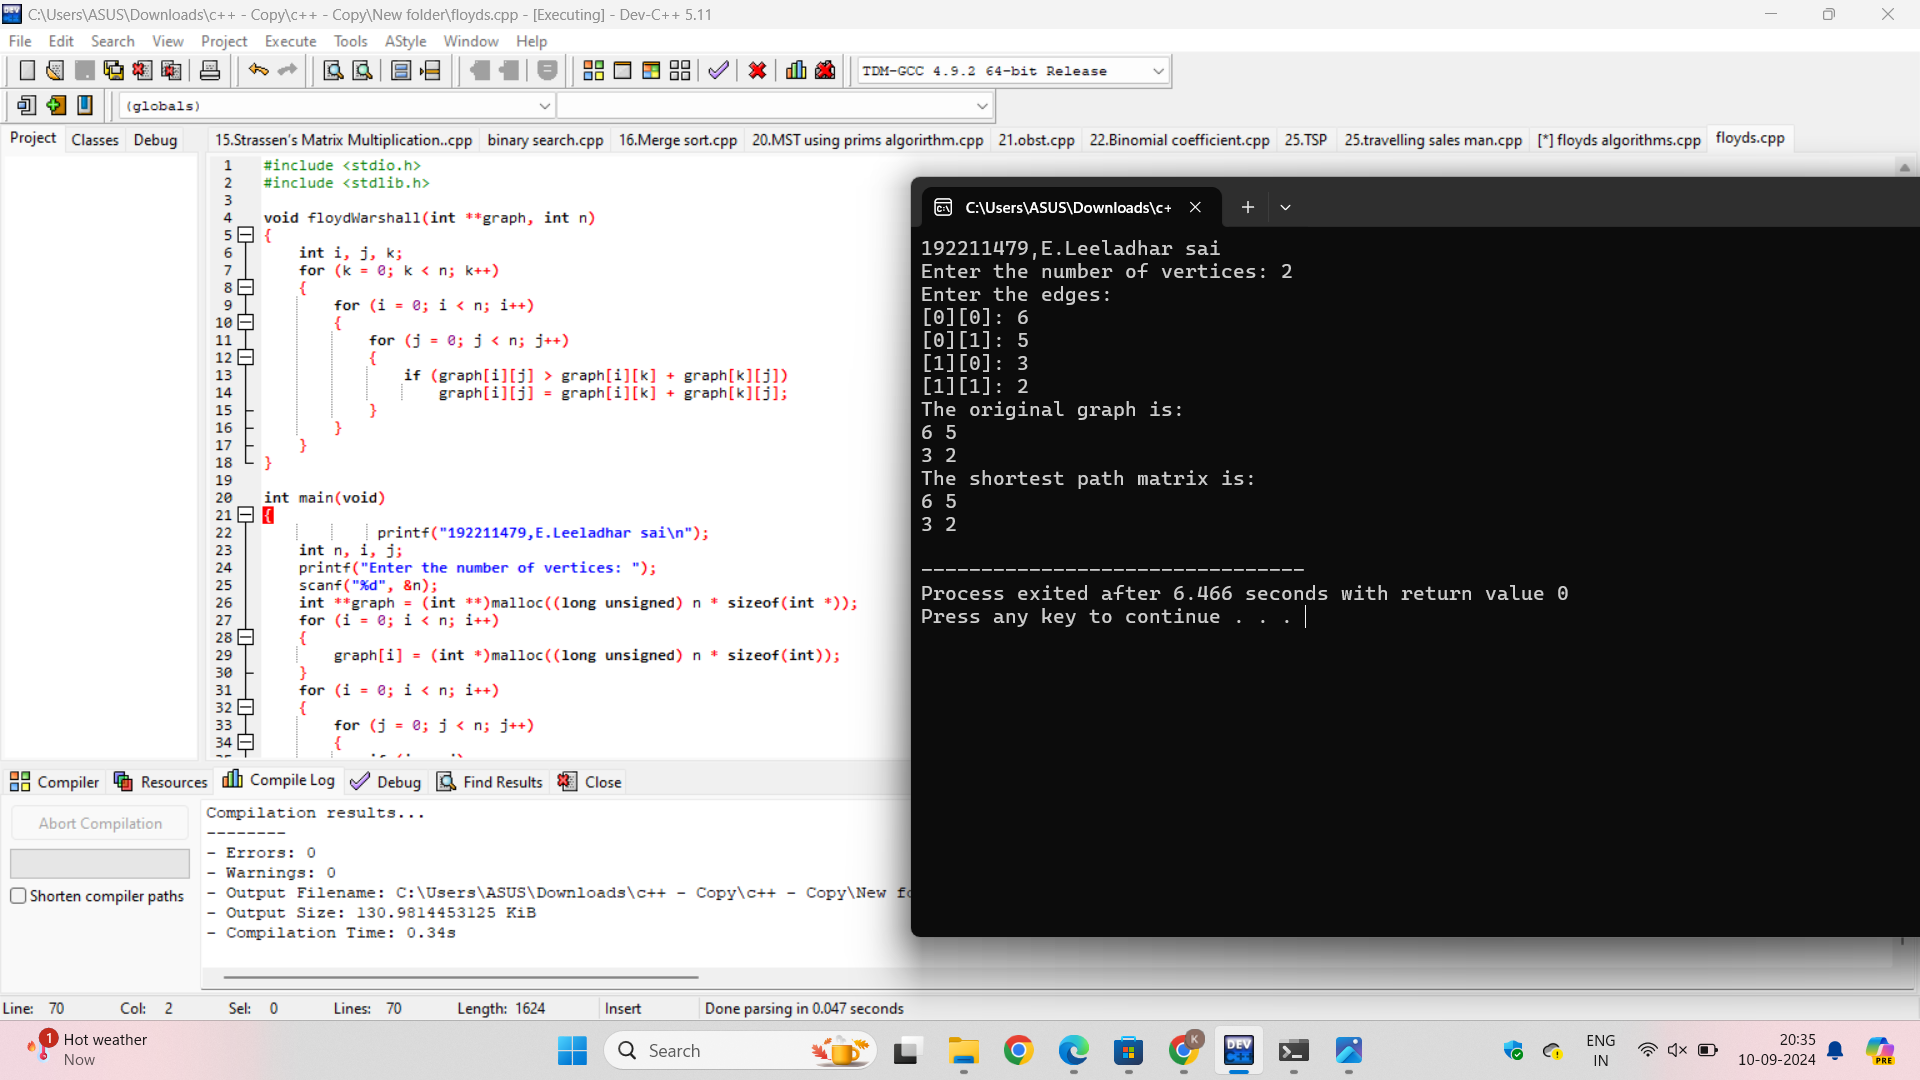 C:\Users\ASUS\Downloads\c++ - Copy\c++ - Copy\New folder\floyds.cpp - [Executing] - Dev-C++ 5.11
File Edit Search View Project Execute Tools AStyle Window Help
TDM-GCC 4.9.2 64-bit Release
(globals)
Project Classes Debug
15.Strassen's Matrix Multiplication..cpp binary search.cpp 16.Merge sort.cpp 20.MST using prims algorirthm.cpp 21.obst.cpp 22.Binomial coefficient.cpp 25.TSP 25.travelling sales man.cpp [*] floyds algorithms.cpp floyds.cpp
1 #include <stdio.h>
2 #include <stdlib.h>
3
4 void floydWarshall(int **graph, int n)
5 {
6 int i, j, k;
7 for (k = 0; k < n; k++)
8 {
9 for (i = 0; i < n; i++)
10 {
11 for (j = 0; j < n; j++)
12 {
13 if (graph[i][j] > graph[i][k] + graph[k][j])
14 graph[i][j] = graph[i][k] + graph[k][j];
15 }
16 }
17 }
18 }
19
20 int main(void)
21 {
22 printf("192211479,E.Leeladhar sai\n");
23 int n, i, j;
24 printf("Enter the number of vertices: ");
25 scanf("%d", &n);
26 int **graph = (int **)malloc((long unsigned) n * sizeof(int *));
27 for (i = 0; i < n; i++)
28 {
29 graph[i] = (int *)malloc((long unsigned) n * sizeof(int));
30 }
31 for (i = 0; i < n; i++)
32 {
33 for (j = 0; j < n; j++)
34 {
C:\Users\ASUS\Downloads\c+
192211479,E.Leeladhar sai
Enter the number of vertices: 2
Enter the edges:
[0][0]: 6
[0][1]: 5
[1][0]: 3
[1][1]: 2
The original graph is:
6 5
3 2
The shortest path matrix is:
6 5
3 2
--------------------------------
Process exited after 6.466 seconds with return value 0
Press any key to continue . . .
Compiler Resources Compile Log Debug Find Results Close
Abort Compilation
Shorten compiler paths
Compilation results...
--------
- Errors: 0
- Warnings: 0
- Output Filename: C:\Users\ASUS\Downloads\c++ - Copy\c++ - Copy\New fo
- Output Size: 130.9814453125 KiB
- Compilation Time: 0.34s
Line: 70 Col: 2 Sel: 0 Lines: 70 Length: 1624 Insert Done parsing in 0.047 seconds
1
Hot weather
Now
Search
K
DEV
C++
ENG
IN
20:35
10-09-2024
PRE